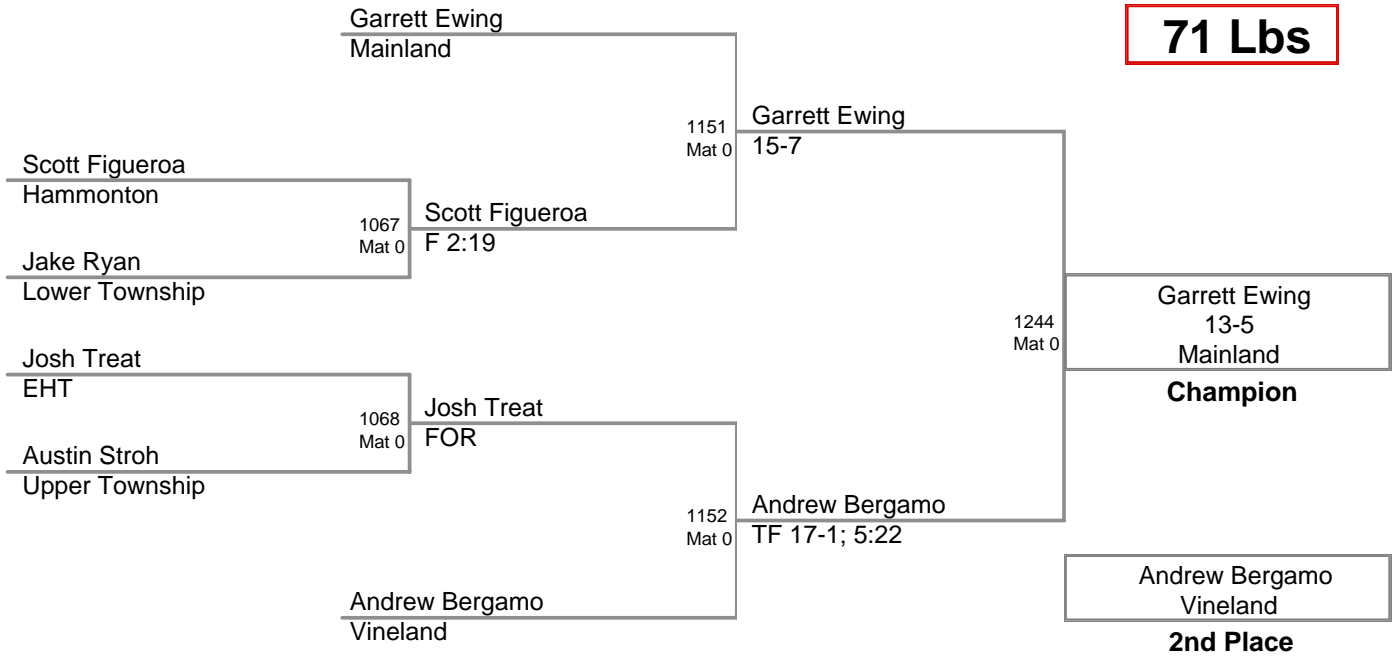 71 Lbs
Garrett Ewing
Mainland
Scott Figueroa
Hammonton
Jake Ryan
Lower Township
Josh Treat
EHT
Austin Stroh
Upper Township
Andrew Bergamo
Vineland
1067
Mat 0
Scott Figueroa
F 2:19
1068
Mat 0
Josh Treat
FOR
1151
Mat 0
Garrett Ewing
15-7
1152
Mat 0
Andrew Bergamo
TF 17-1; 5:22
1244
Mat 0
Garrett Ewing
13-5
Mainland
Champion
Andrew Bergamo
Vineland
2nd Place